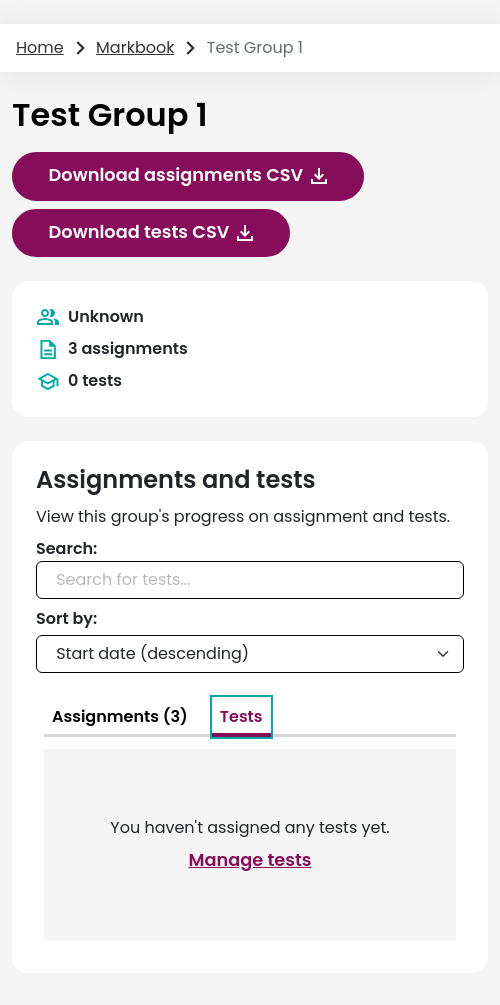 Home Markbook Test Group 1
Test Group 1
Download assignments CSV
Download tests CSV
Unknown
3 assignments
0 tests
Assignments and tests
View this group's progress on assignment and tests.
Search:
Search for tests...
Sort by:
Start date (descending)
Assignments (3) Tests
You haven't assigned any tests yet.
Manage tests